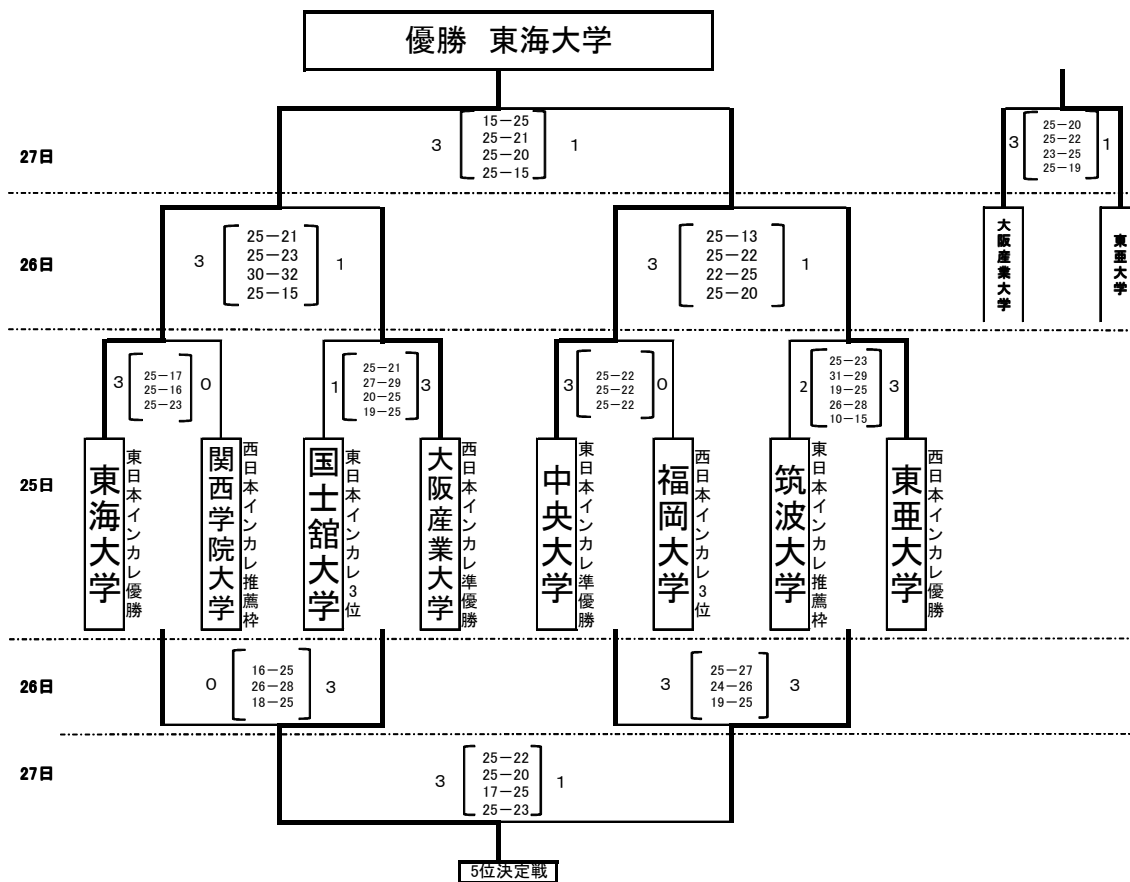 優勝 東海大学
27日
3
15-25
25-21
25-20
25-15
1
3
25-20
25-22
23-25
25-19
1
26日
3
25-21
25-23
30-32
25-15
1
3
25-13
25-22
22-25
25-20
1
大阪産業大学
東亜大学
3
25-17
25-16
25-23
0
1
25-21
27-29
20-25
19-25
3
3
25-22
25-22
25-22
0
2
25-23
31-29
19-25
26-28
10-15
3
25日
東海大学
東日本インカレ優勝
関西学院大学
西日本インカレ推薦枠
国士舘大学
東日本インカレ3位
大阪産業大学
西日本インカレ準優勝
中央大学
東日本インカレ準優勝
福岡大学
西日本インカレ3位
筑波大学
東日本インカレ推薦枠
東亜大学
西日本インカレ優勝
26日
0
16-25
26-28
18-25
3
3
25-27
24-26
19-25
3
27日
3
25-22
25-20
17-25
25-23
1
5位決定戦